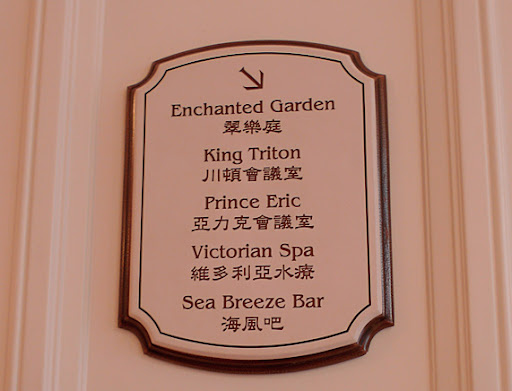 Enchanted Garden
翠樂庭
King Triton
川頓會議室
Prince Eric
亞力克會議室
Victorian Spa
維多利亞水療
Sea Breeze Bar
海風吧